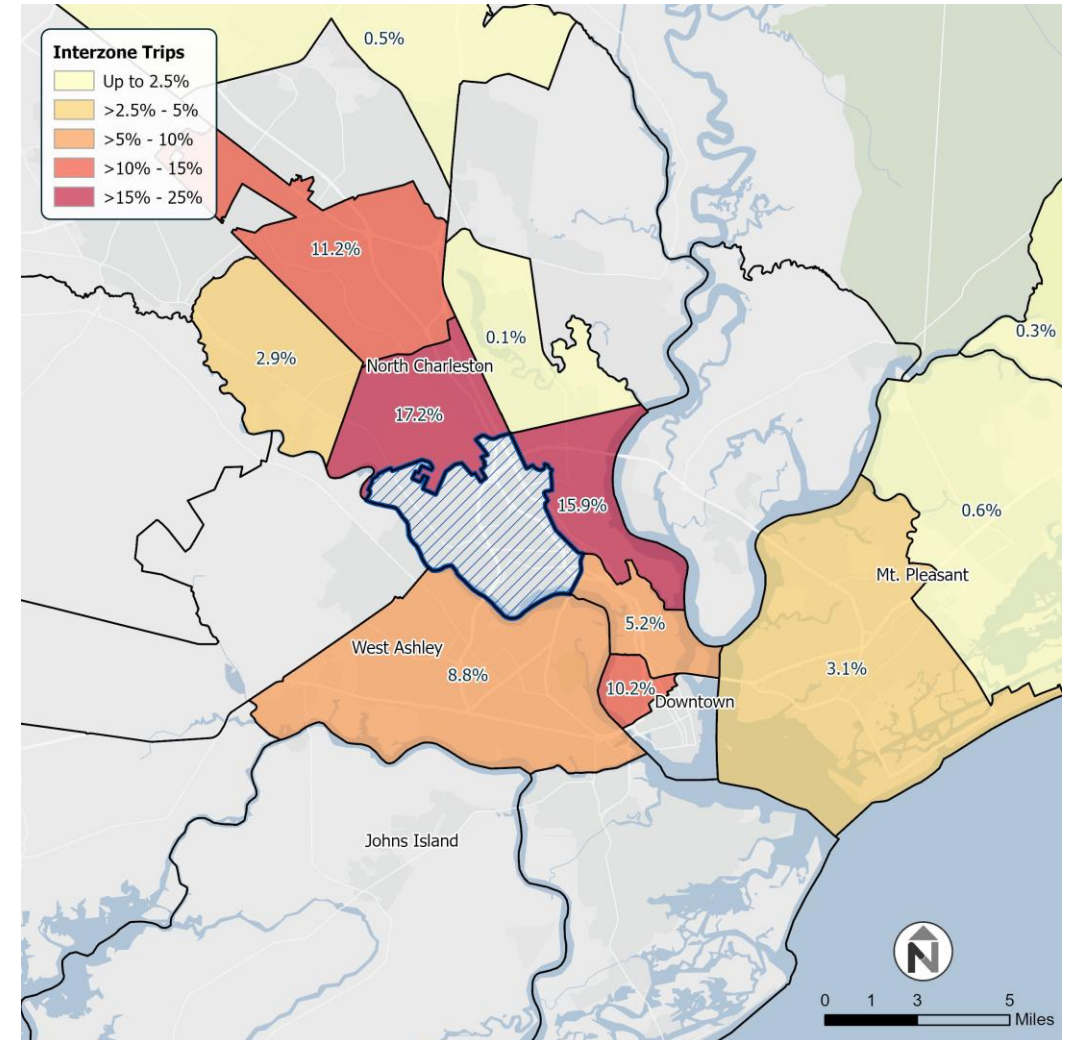 0.5%
Interzone Trips
Up to 2.5%
>2.5% - 5%
>5% - 10%
>10% - 15%
>15% - 25%
11.2%
0.1%
0.3%
2.9%
North Charleston
17.2%
15.9%
0.6%
Mt. Pleasant
5.2%
West Ashley
8.8%
3.1%
10.2%
Downtown
Johns Island
N
0 1 3 5
Miles